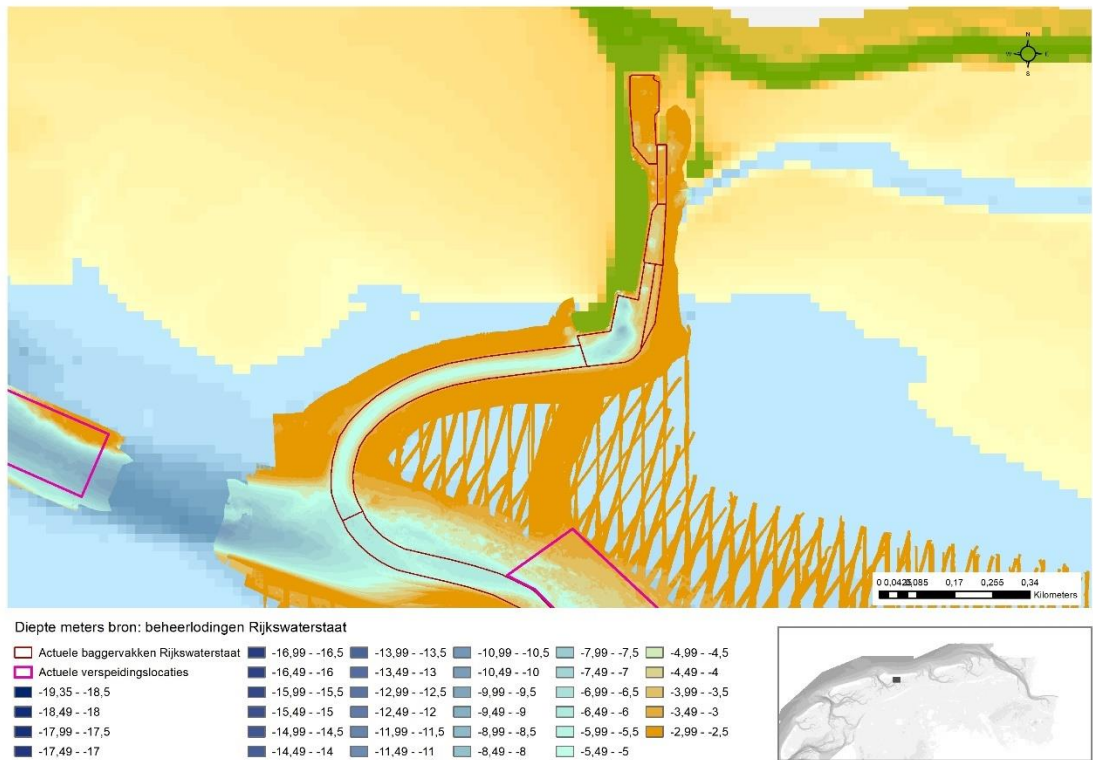 N
W E
S
0 0,0425 0,085 0,17 0,255 0,34
Kilometers
Diepte meters bron: beheerlodingen Rijkswaterstaat
Actuele baggervakken Rijkswaterstaat
Actuele verspeidingslocaties
-19,35 - -18,5
-18,49 - -18
-17,99 - -17,5
-17,49 - -17
-16,99 - -16,5
-16,49 - -16
-15,99 - -15,5
-15,49 - -15
-14,99 - -14,5
-14,49 - -14
-13,99 - -13,5
-13,49 - -13
-12,99 - -12,5
-12,49 - -12
-11,99 - -11,5
-11,49 - -11
-10,99 - -10,5
-10,49 - -10
-9,99 - -9,5
-9,49 - -9
-8,99 - -8,5
-8,49 - -8
-7,99 - -7,5
-7,49 - -7
-6,99 - -6,5
-6,49 - -6
-5,99 - -5,5
-5,49 - -5
-4,99 - -4,5
-4,49 - -4
-3,99 - -3,5
-3,49 - -3
-2,99 - -2,5